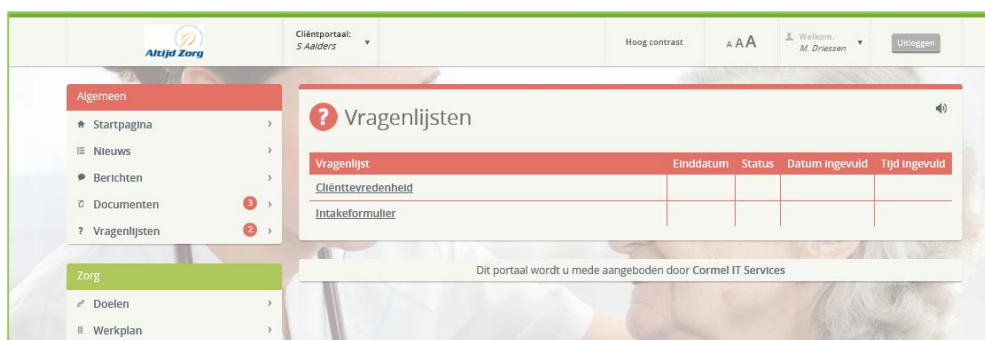 Altijd Zorg
Cliëntportaal:
S Aalders
Hoog contrast
A A A
Welkom,
M. Driessen
Uitloggen
Algemeen
Startpagina
Nieuws
Berichten
Documenten 3
? Vragenlijsten 2
Zorg
Doelen
Werkplan
? Vragenlijsten
Vragenlijst Einddatum Status Datum ingevuld Tijd ingevuld
Cliënttevredenheid
Intakeformulier
Dit portaal wordt u mede aangeboden door Cormel IT Services